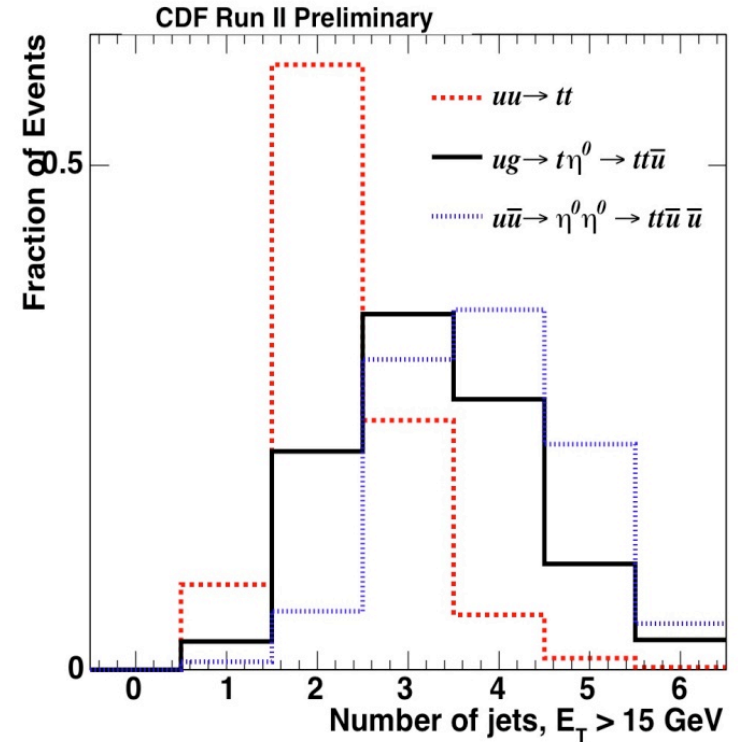 CDF Run II Preliminary
Fraction of Events
0.5
0
uu→ tt
ug→ tη⁰ → ttū
uū→ η⁰η⁰ → ttū ū
0 1 2 3 4 5 6
Number of jets, E_T > 15 GeV